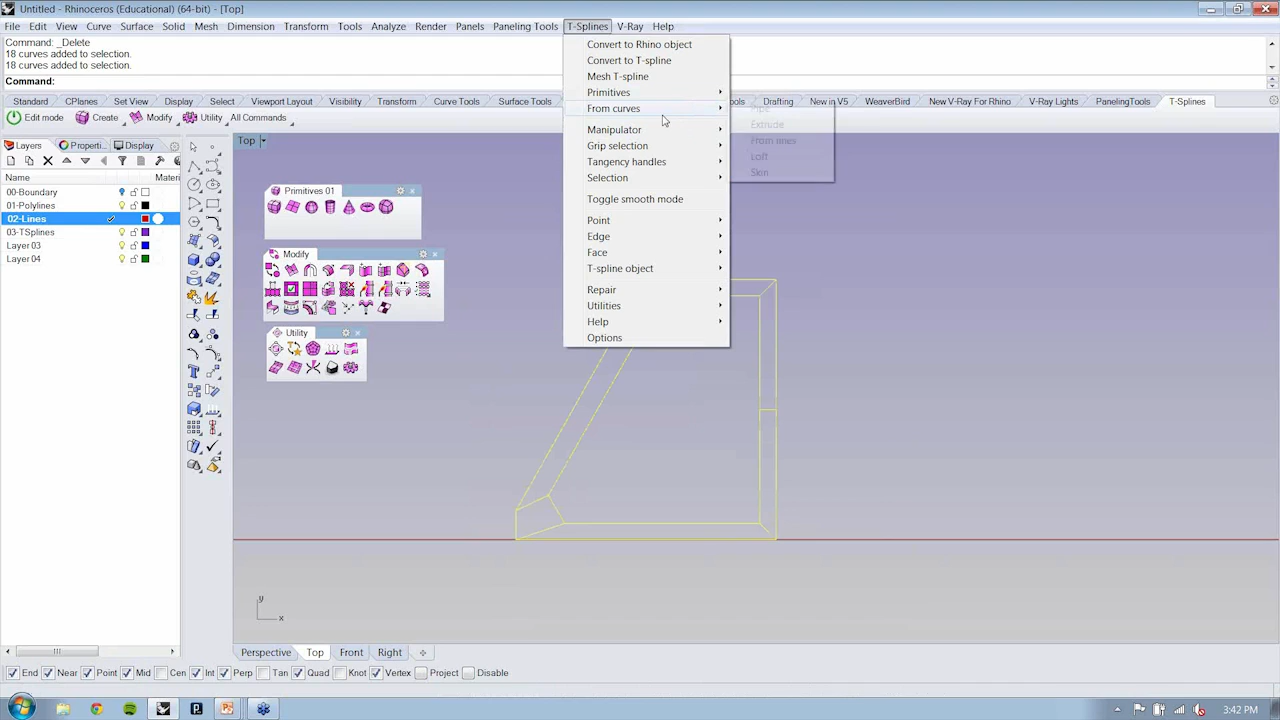 Untitled - Rhinoceros (Educational) (64-bit) - [Top]
File Edit View Curve Surface Solid Mesh Dimension Transform Tools Analyze Render Panels Paneling Tools T-Splines V-Ray Help
Command: _Delete
18 curves added to selection.
18 curves added to selection.
Command:
Standard CPlanes Set View Display Select Viewport Layout Visibility Transform Curve Tools Surface Tools Drafting New in V5 WeaverBird New V-Ray For Rhino V-Ray Lights PanelingTools T-Splines
Edit mode Create Modify Utility All Commands
Layers Properti... Display
Name Materi
00-Boundary
01-Polylines
02-Lines
03-TSplines
Layer 03
Layer 04
Top
Primitives 01
Modify
Utility
Convert to Rhino object
Convert to T-spline
Mesh T-spline
Primitives
From curves
Manipulator
Grip selection
Tangency handles
Selection
Toggle smooth mode
Point
Edge
Face
T-spline object
Repair
Utilities
Help
Options
Pipe
Extrude
From lines
Loft
Skin
y
x
Perspective Top Front Right
End Near Point Mid Cen Int Perp Tan Quad Knot Vertex Project Disable
3:42 PM